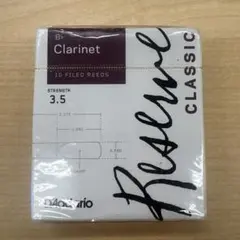 B♭
Clarinet
10 FILED REEDS
STRENGTH
3.5
D'Addario
Reserve
CLASSIC